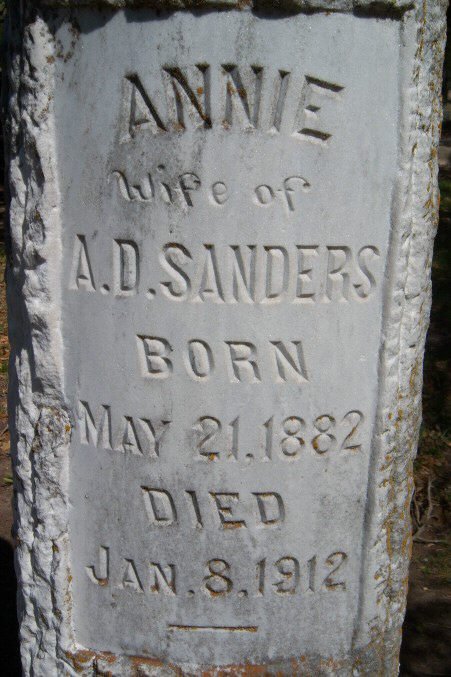 ANNIE
Wife of
A.D. SANDERS
BORN
MAY 21. 1882
DIED
JAN. 8. 1912